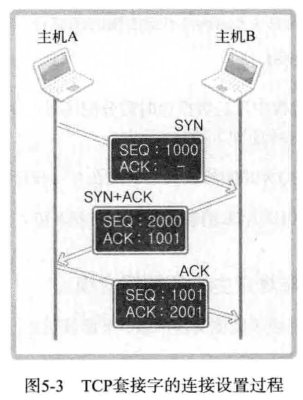 主机A
主机B
SYN
SEQ：1000
ACK： -
SYN+ACK
SEQ：2000
ACK：1001
ACK
SEQ：1001
ACK：2001
图5-3 TCP套接字的连接设置过程